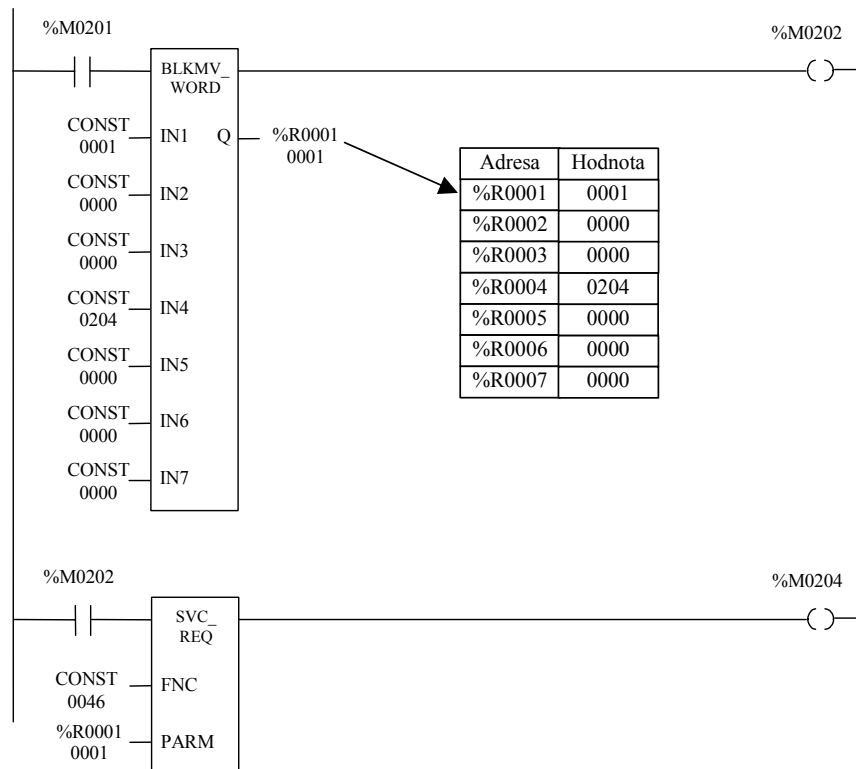 %M0201
%M0202
BLKMV_
WORD
CONST
0001
IN1
Q
%R0001
0001
CONST
0000
IN2
CONST
0000
IN3
CONST
0204
IN4
CONST
0000
IN5
CONST
0000
IN6
CONST
0000
IN7
Adresa Hodnota
%R0001 0001
%R0002 0000
%R0003 0000
%R0004 0204
%R0005 0000
%R0006 0000
%R0007 0000
%M0202
%M0204
SVC_
REQ
CONST
0046
FNC
%R0001
0001
PARM